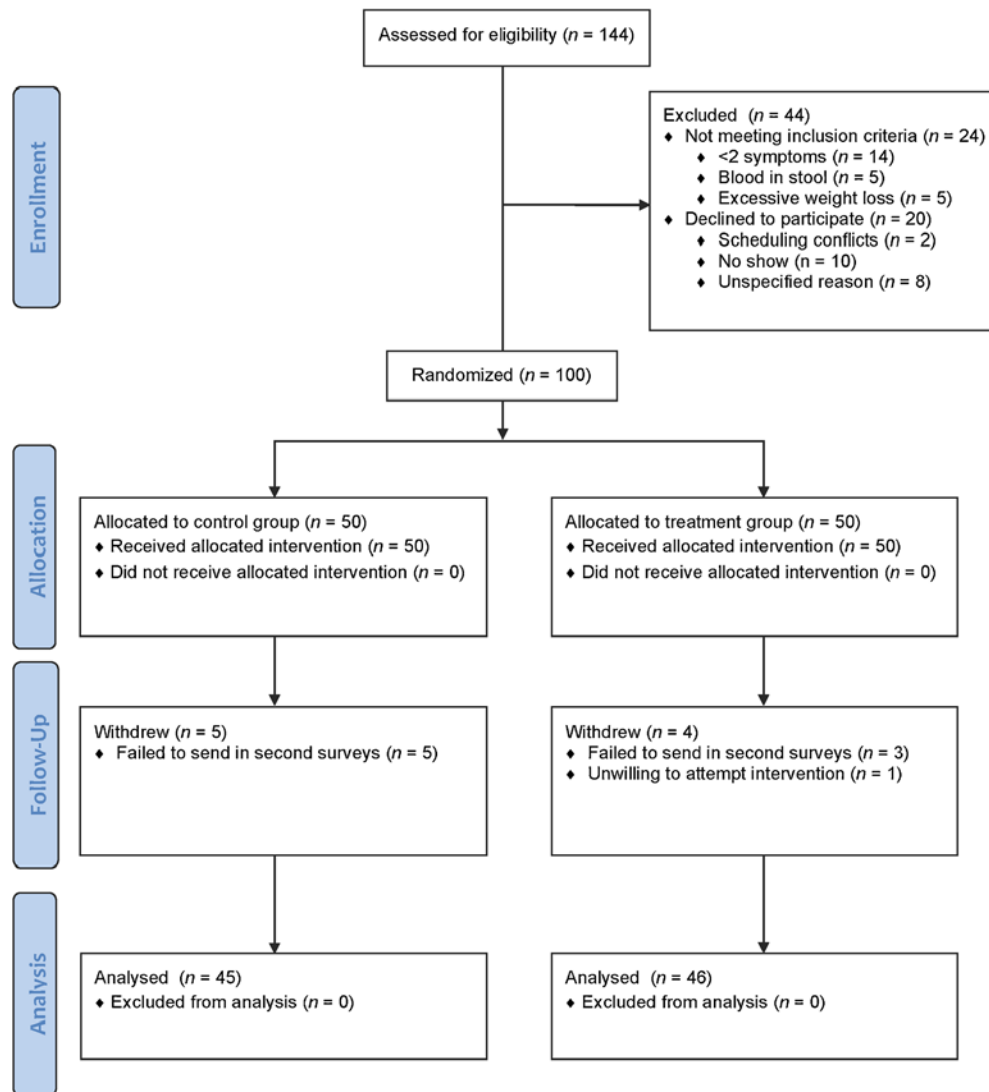 Assessed for eligibility (n = 144)
Enrollment
Excluded (n = 44)
♦ Not meeting inclusion criteria (n = 24)
♦ <2 symptoms (n = 14)
♦ Blood in stool (n = 5)
♦ Excessive weight loss (n = 5)
♦ Declined to participate (n = 20)
♦ Scheduling conflicts (n = 2)
♦ No show (n = 10)
♦ Unspecified reason (n = 8)
Randomized (n = 100)
Allocation
Allocated to control group (n = 50)
♦ Received allocated intervention (n = 50)
♦ Did not receive allocated intervention (n = 0)
Allocated to treatment group (n = 50)
♦ Received allocated intervention (n = 50)
♦ Did not receive allocated intervention (n = 0)
Follow-Up
Withdrew (n = 5)
♦ Failed to send in second surveys (n = 5)
Withdrew (n = 4)
♦ Failed to send in second surveys (n = 3)
♦ Unwilling to attempt intervention (n = 1)
Analysis
Analysed (n = 45)
♦ Excluded from analysis (n = 0)
Analysed (n = 46)
♦ Excluded from analysis (n = 0)